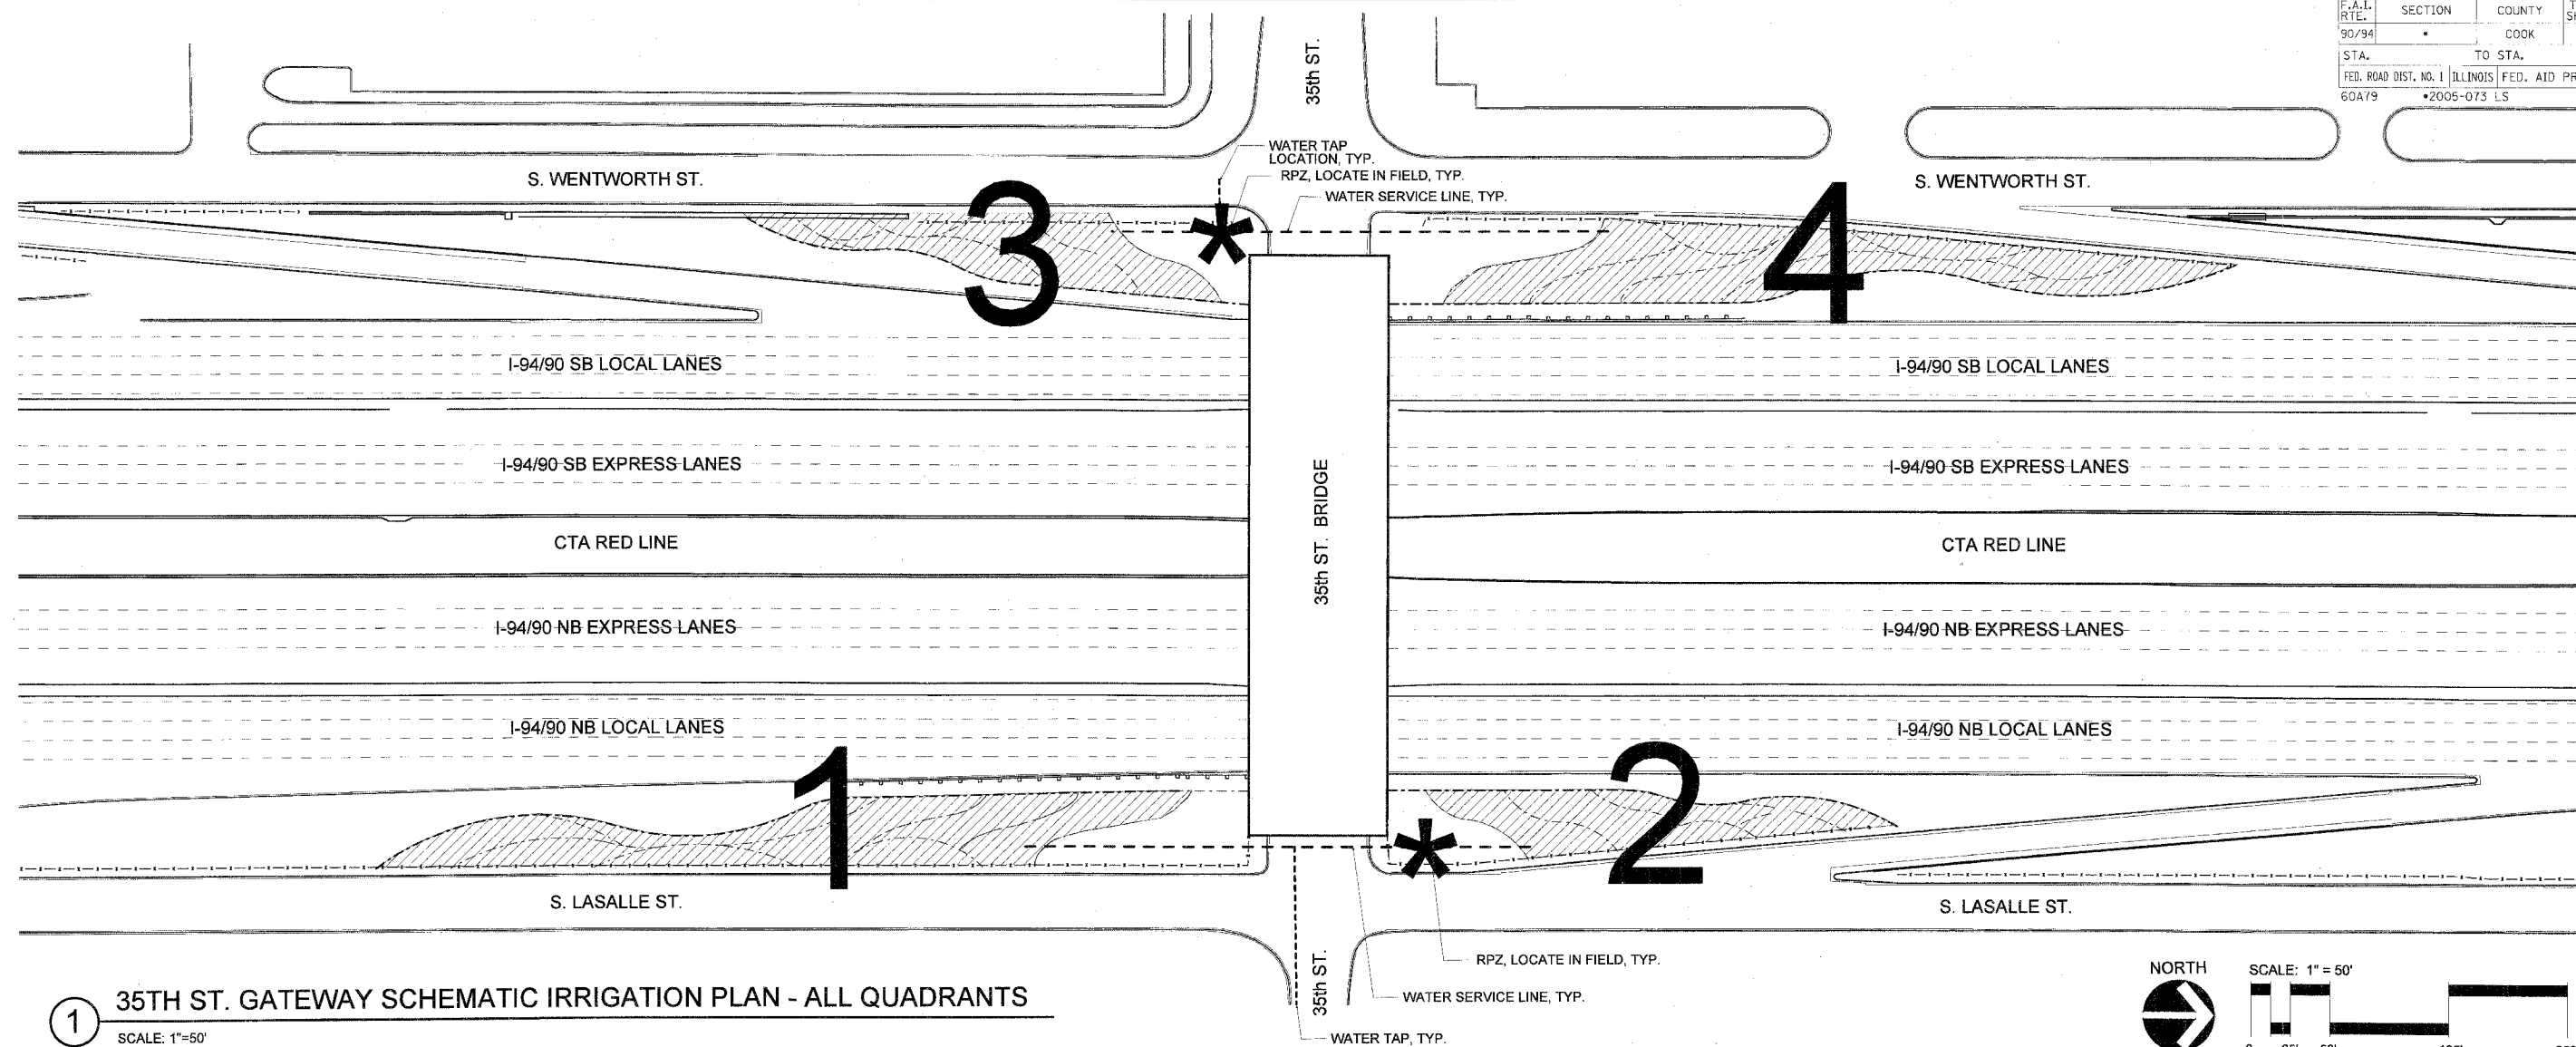 F.A.I. RTE. SECTION COUNTY
90/94 • COOK
STA. TO STA.
FED. ROAD DIST. NO. 1 ILLINOIS FED. AID
60A79 •2005-073 LS
35th ST.
WATER TAP
LOCATION, TYP.
RPZ, LOCATE IN FIELD, TYP.
WATER SERVICE LINE, TYP.
S. WENTWORTH ST.
S. WENTWORTH ST.
3
*
4
I-94/90 SB LOCAL LANES
I-94/90 SB LOCAL LANES
I-94/90 SB EXPRESS LANES
I-94/90 SB EXPRESS LANES
35th ST. BRIDGE
CTA RED LINE
CTA RED LINE
I-94/90 NB EXPRESS LANES
I-94/90 NB EXPRESS LANES
I-94/90 NB LOCAL LANES
I-94/90 NB LOCAL LANES
1
*
2
S. LASALLE ST.
S. LASALLE ST.
35th ST.
RPZ, LOCATE IN FIELD, TYP.
WATER SERVICE LINE, TYP.
WATER TAP, TYP.
1
35TH ST. GATEWAY SCHEMATIC IRRIGATION PLAN - ALL QUADRANTS
SCALE: 1"=50'
NORTH
SCALE: 1" = 50'